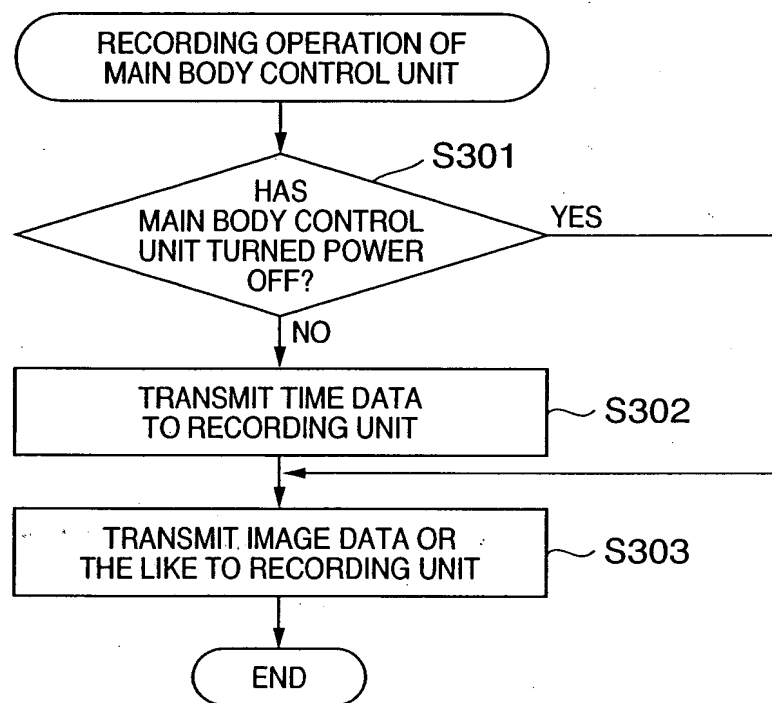 RECORDING OPERATION OF
MAIN BODY CONTROL UNIT
S301
HAS
MAIN BODY CONTROL
UNIT TURNED POWER
OFF?
YES
NO
TRANSMIT TIME DATA
TO RECORDING UNIT
S302
TRANSMIT IMAGE DATA OR
THE LIKE TO RECORDING UNIT
S303
END